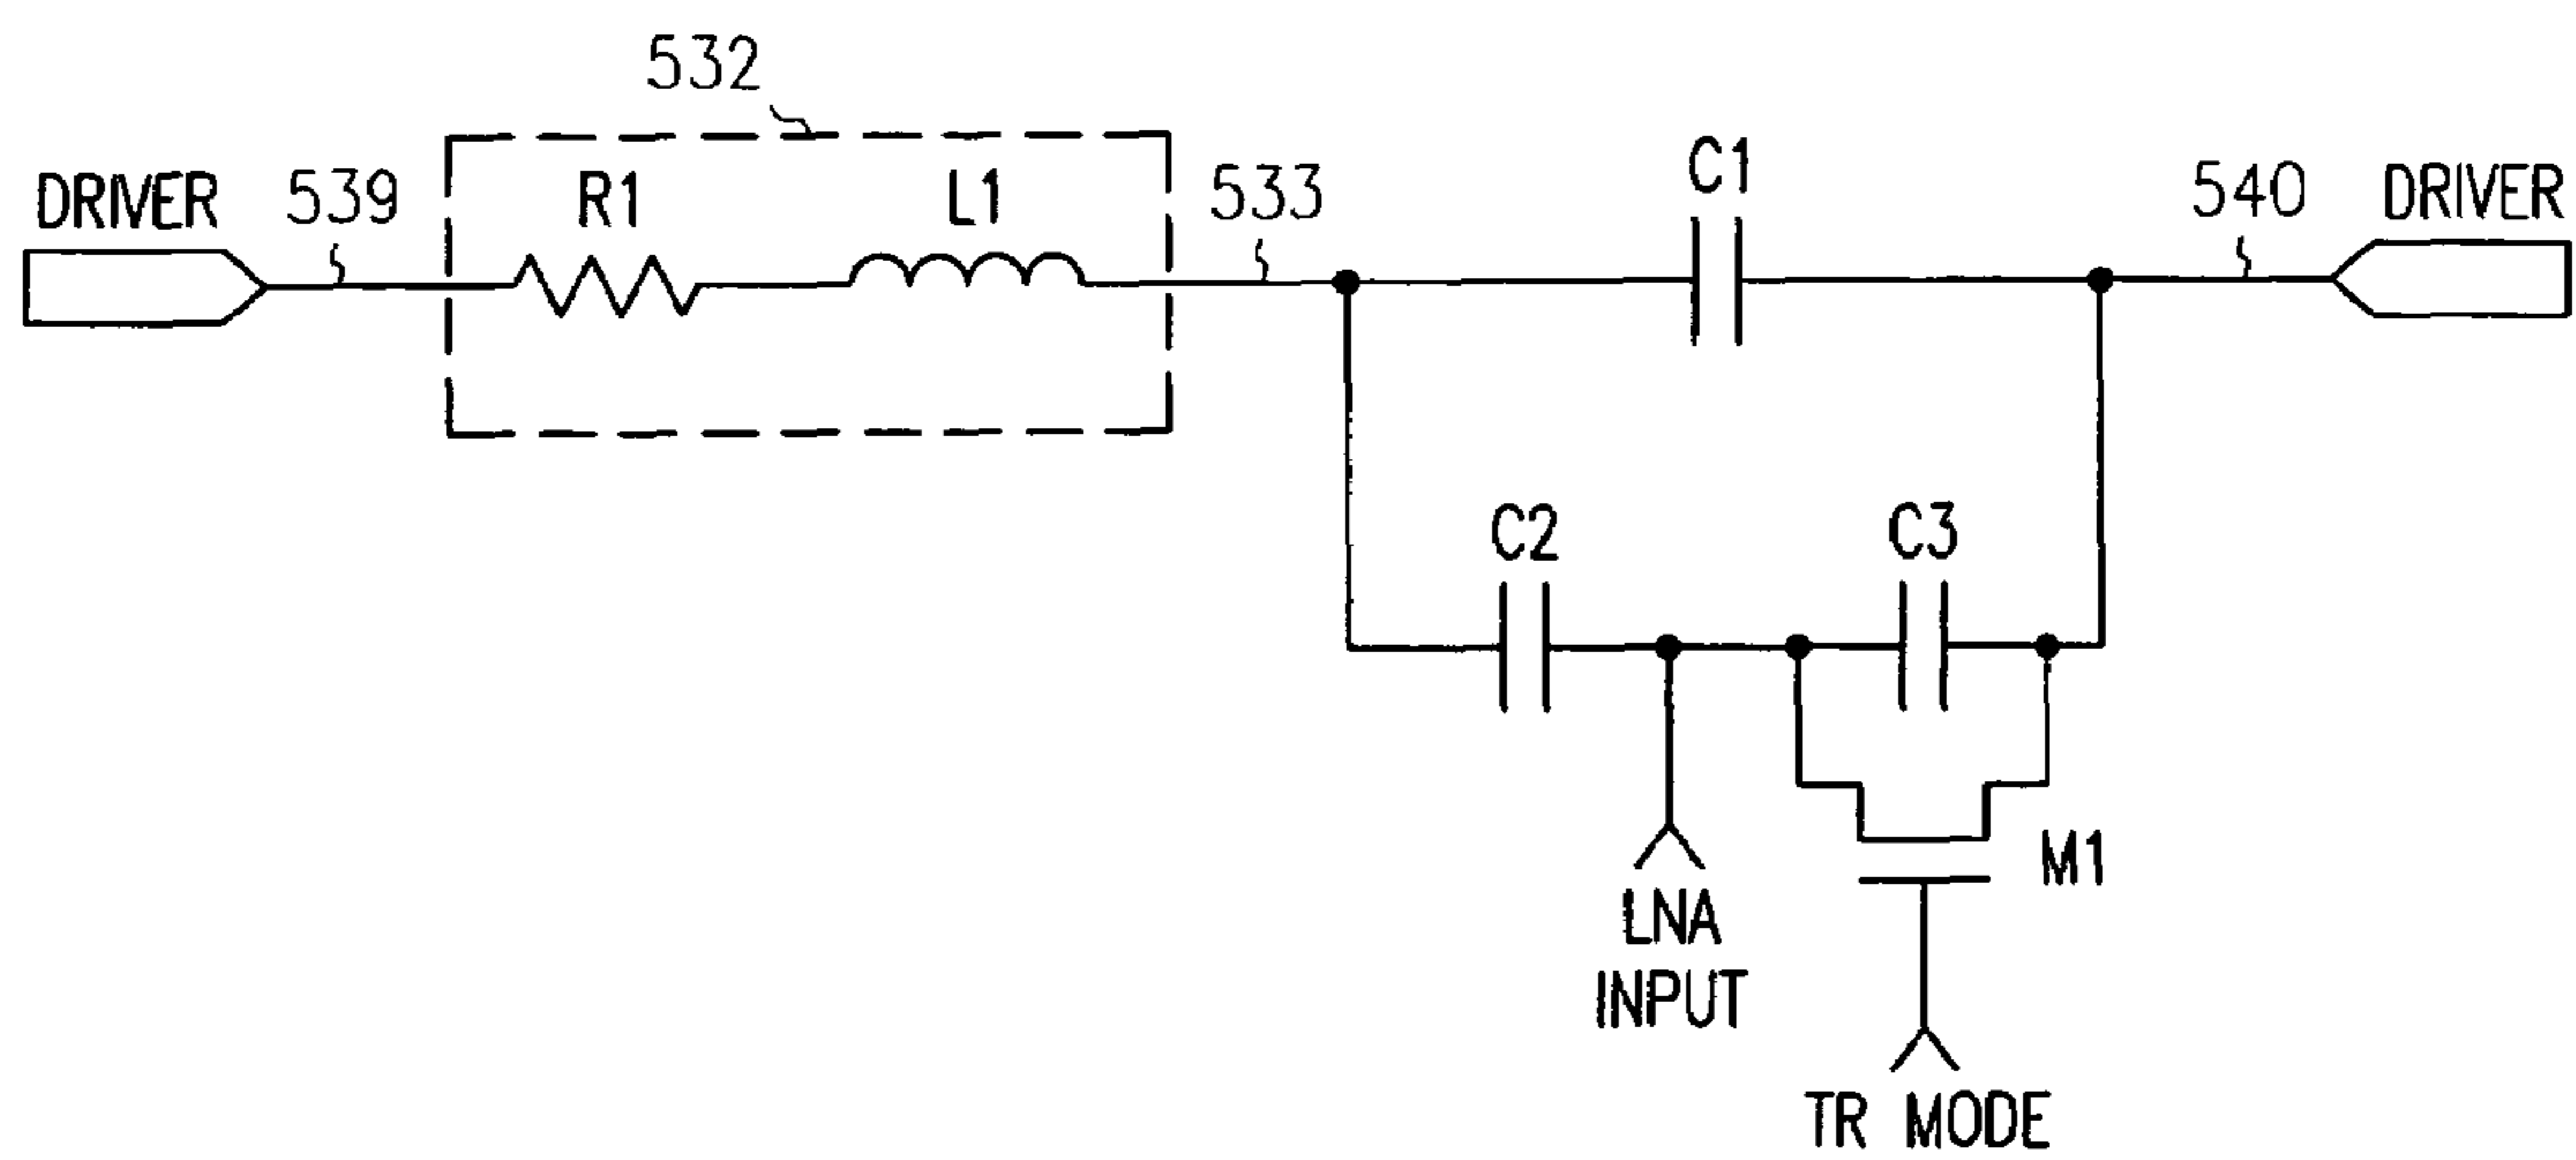 532
DRIVER
539
R1
L1
533
C1
540
DRIVER
C2
C3
M1
LNA
INPUT
TR MODE